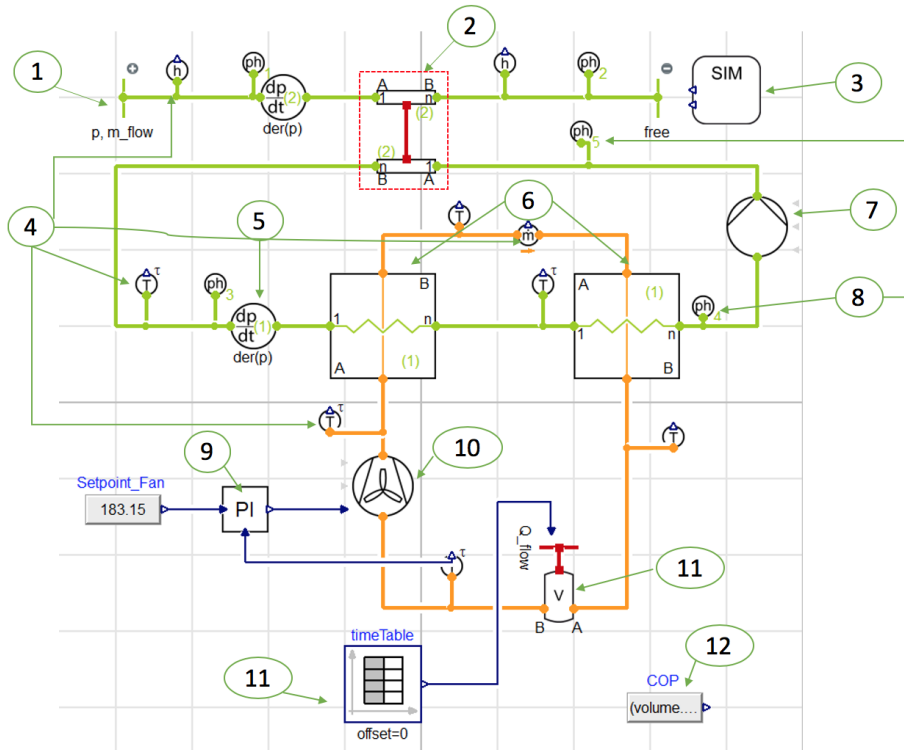 2
1
h
ph
1
dp
dt
(2)
der(p)
A
B
1
n
(2)
h
ph
2
SIM
3
p, m_flow
free
(2)
n
1
B
A
ph
5
4
5
6
7
T
m
T
τ
ph
3
dp
dt
(1)
der(p)
B
1
n
A
(1)
T
τ
A
(1)
1
n
B
ph
4
8
T
τ
T
9
10
Setpoint_Fan
183.15
PI
τ
Q_flow
V
B
A
11
timeTable
11
offset=0
12
COP
(volume....